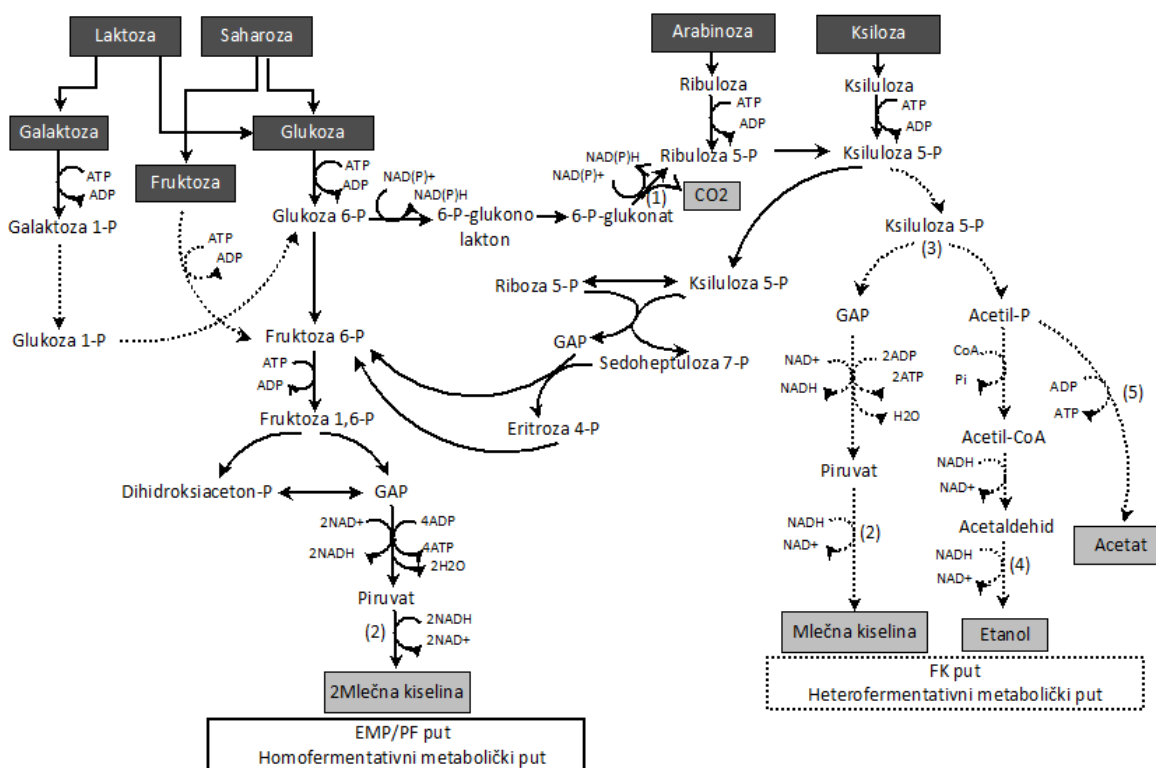 Laktoza
Saharoza
Arabinoza
Ksiloza
Ribuloza
Ksiluloza
ATP
ADP
ATP
ADP
Galaktoza
Glukoza
Fruktoza
ATP
ADP
ATP
ADP
NAD(P)+
NAD(P)H
NAD(P)H
NAD(P)+
(1)
Ribuloza 5-P
Ksiluloza 5-P
CO2
Galaktoza 1-P
Glukoza 6-P
6-P-glukono
lakton
6-P-glukonat
Ksiluloza 5-P
(3)
ATP
ADP
Riboza 5-P
Ksiluloza 5-P
Glukoza 1-P
Fruktoza 6-P
GAP
Sedoheptuloza 7-P
GAP
Acetil-P
ATP
ADP
NAD+
NADH
2ADP
2ATP
H2O
CoA
Pi
ADP
ATP
(5)
Fruktoza 1,6-P
Eritroza 4-P
Acetil-CoA
Piruvat
NADH
NAD+
Dihidroksiaceton-P
GAP
2NAD+
2NADH
4ADP
4ATP
2H2O
NADH
NAD+
(2)
Acetaldehid
NADH
NAD+
(4)
Acetat
Piruvat
(2)
2NADH
2NAD+
Mlečna kiselina
Etanol
2Mlečna kiselina
FK put
Heterofermentativni metabolički put
EMP/PF put
Homofermentativni metabolički put